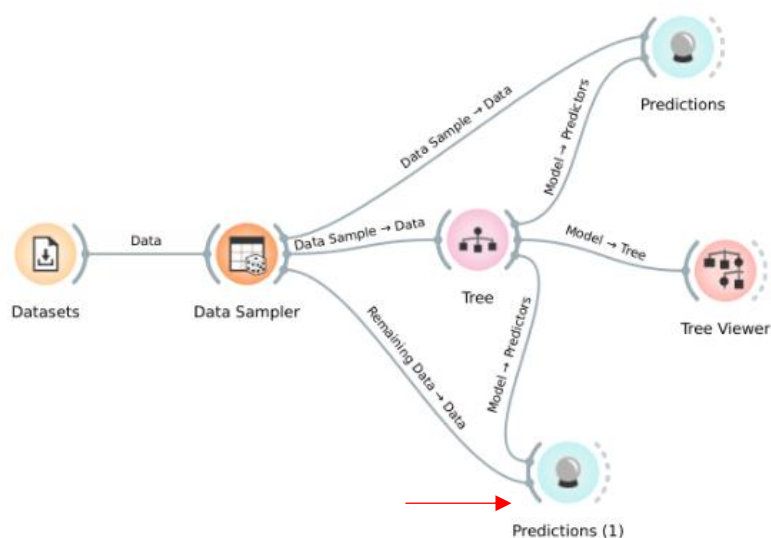 Predictions
Data Sample → Data
Model → Predictors
Data
Data Sample → Data
Model → Tree
Datasets
Data Sampler
Tree
Tree Viewer
Remaining Data → Data
Model → Predictors
Predictions (1)